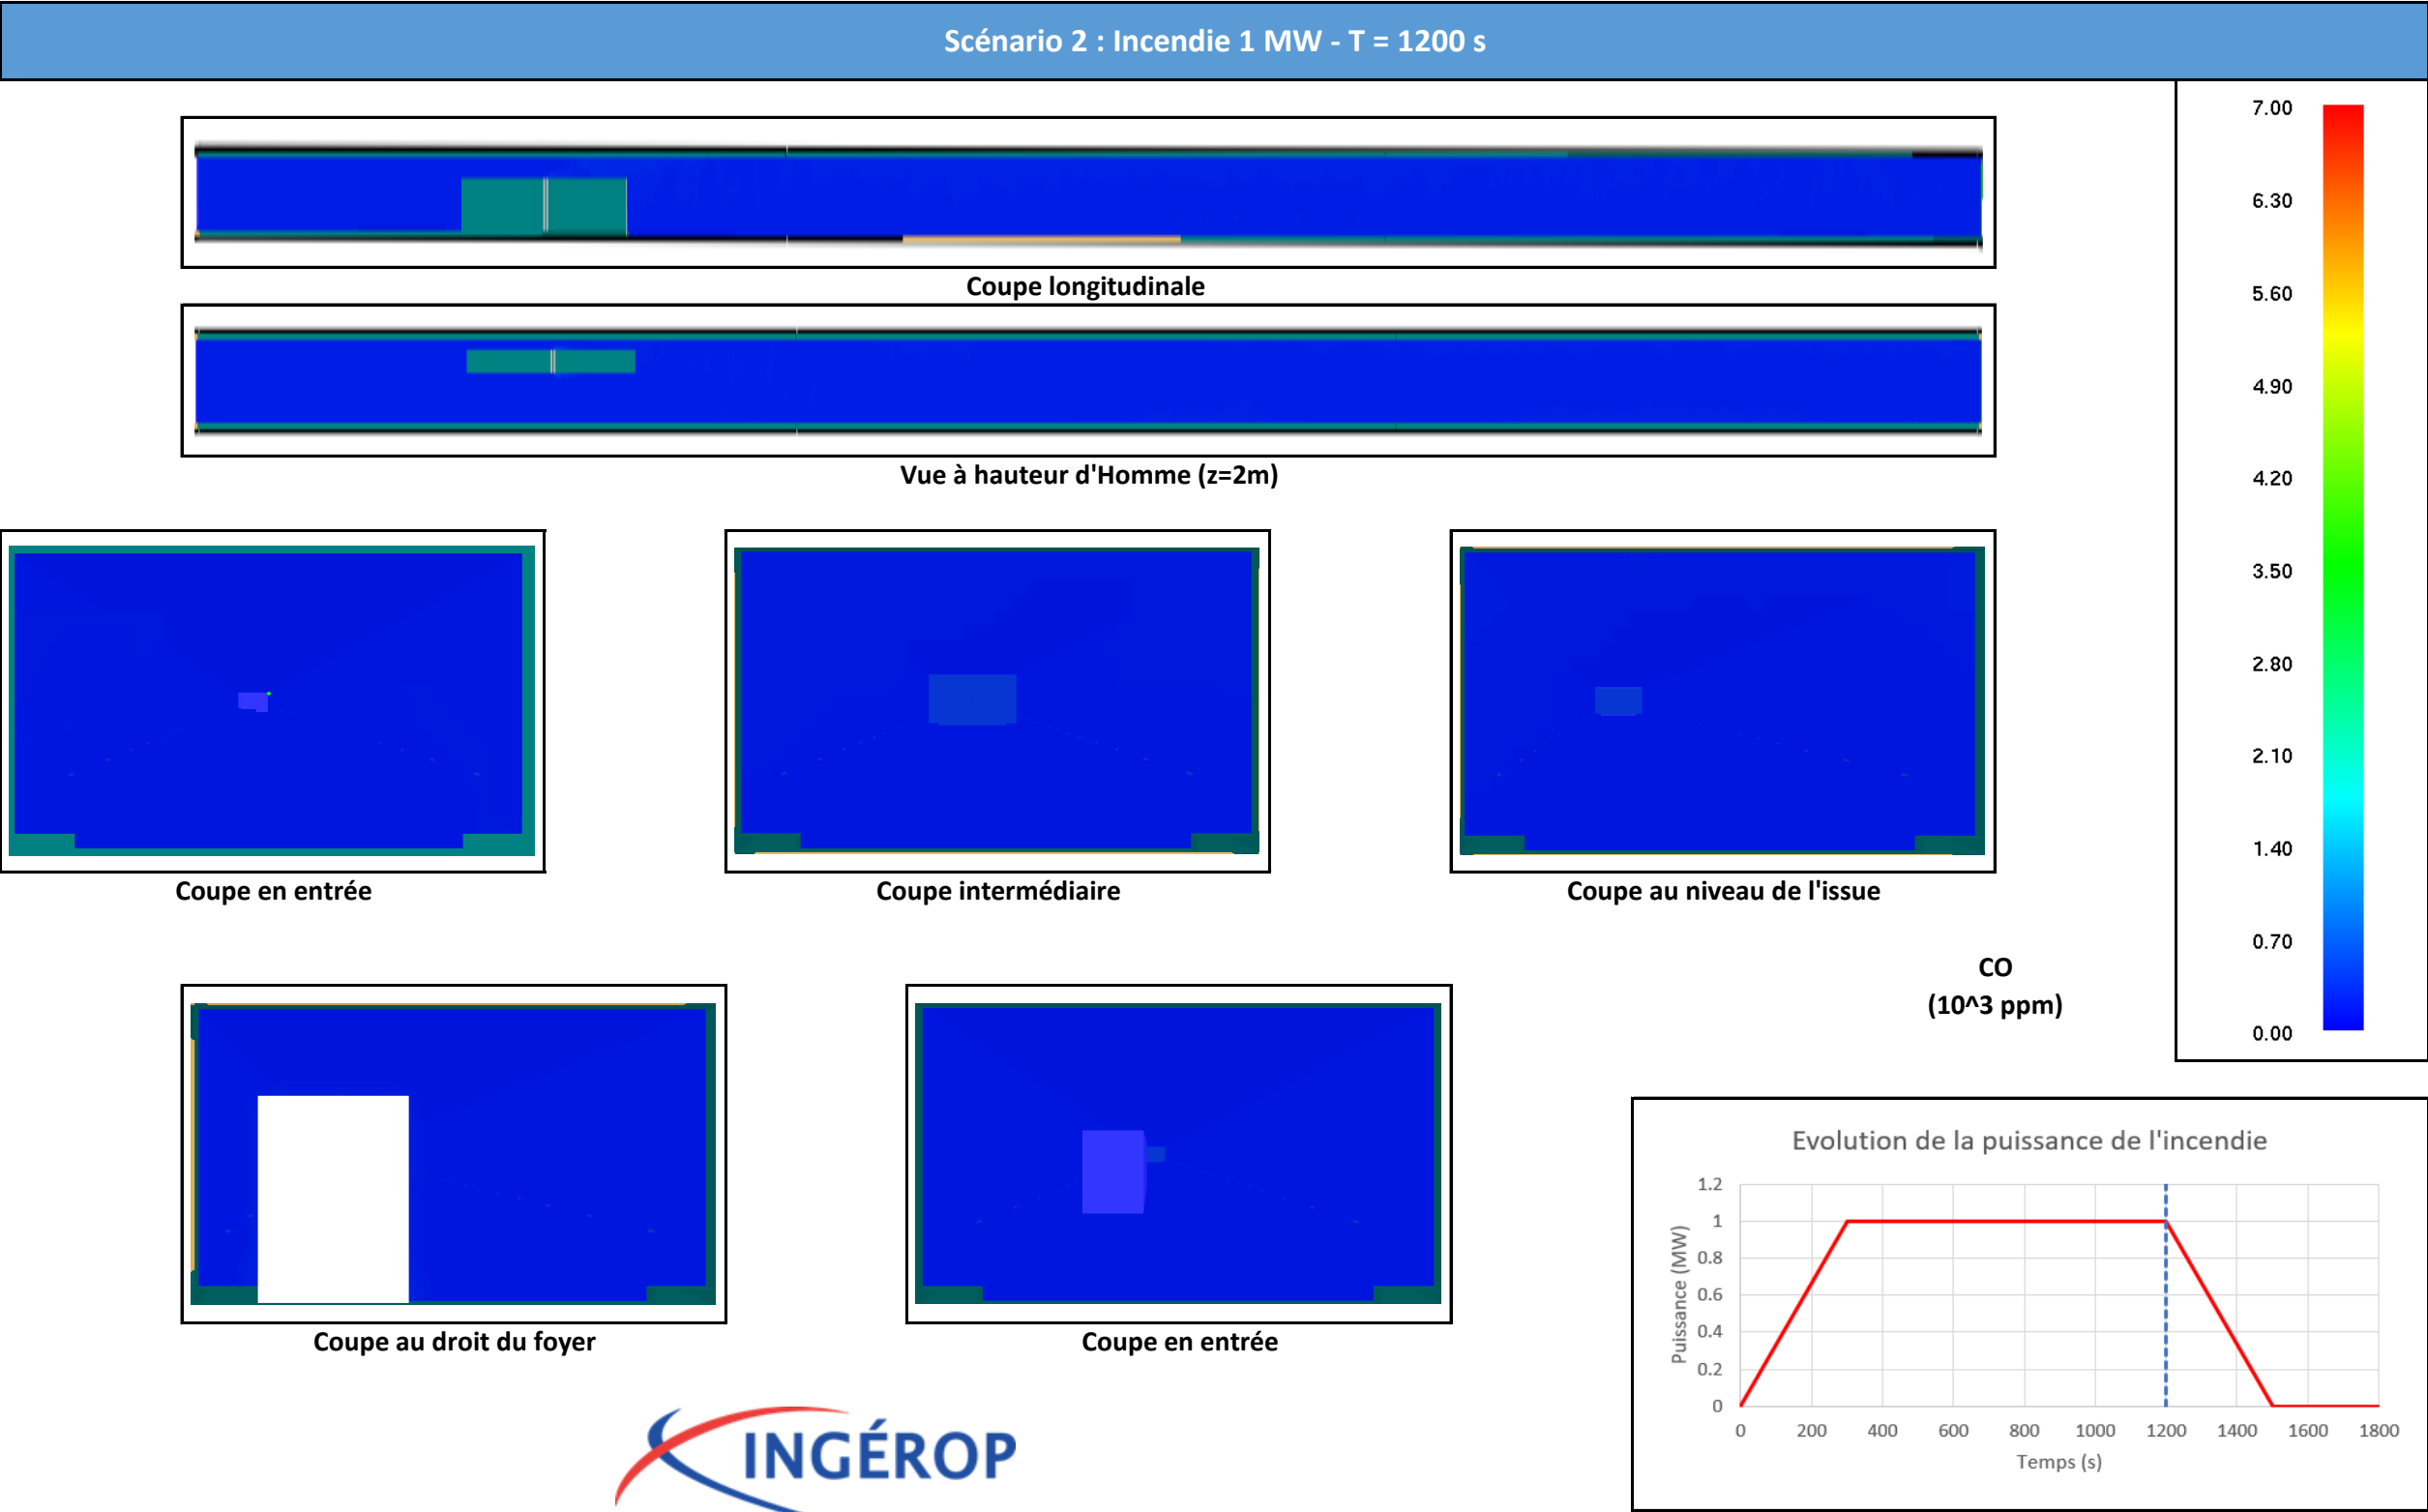 Scénario 2 : Incendie 1 MW - T = 1200 s
Coupe longitudinale
Vue à hauteur d'Homme (z=2m)
Coupe en entrée
Coupe intermédiaire
Coupe au niveau de l'issue
Coupe au droit du foyer
Coupe en entrée
CO
(10^3 ppm)
7.00
6.30
5.60
4.90
4.20
3.50
2.80
2.10
1.40
0.70
0.00
Evolution de la puissance de l'incendie
Puissance (MW)
1.2
1
0.8
0.6
0.4
0.2
0
0 200 400 600 800 1000 1200 1400 1600 1800
Temps (s)
INGÉROP